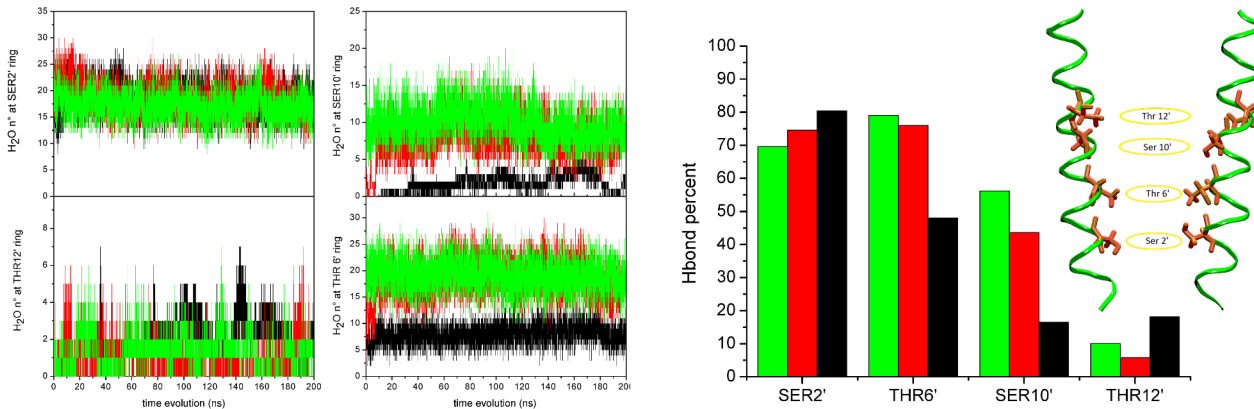 H2O n° at SER2' ring
35
30
25
20
15
10
5
0
H2O n° at THR12' ring
6
4
2
0
0 20 40 60 80 100 120 140 160 180 200
time evolution (ns)
H2O n° at SER10' ring
25
20
15
10
5
0
H2O n° at THR 6' ring
30
25
20
15
10
5
0
0 20 40 60 80 100 120 140 160 180 200
time evolution (ns)
Hbond percent
100
90
80
70
60
50
40
30
20
10
0
SER2' THR6' SER10' THR12'
Thr 12'
Ser 10'
Thr 6'
Ser 2'